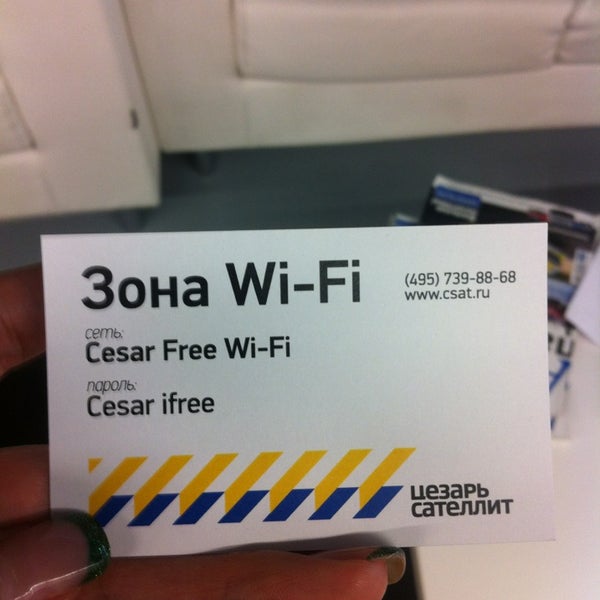 Зона Wi-Fi
(495) 739-88-68
www.csat.ru
сеть:
Cesar Free Wi-Fi
пароль:
Cesar ifree
цезарь
сателлит